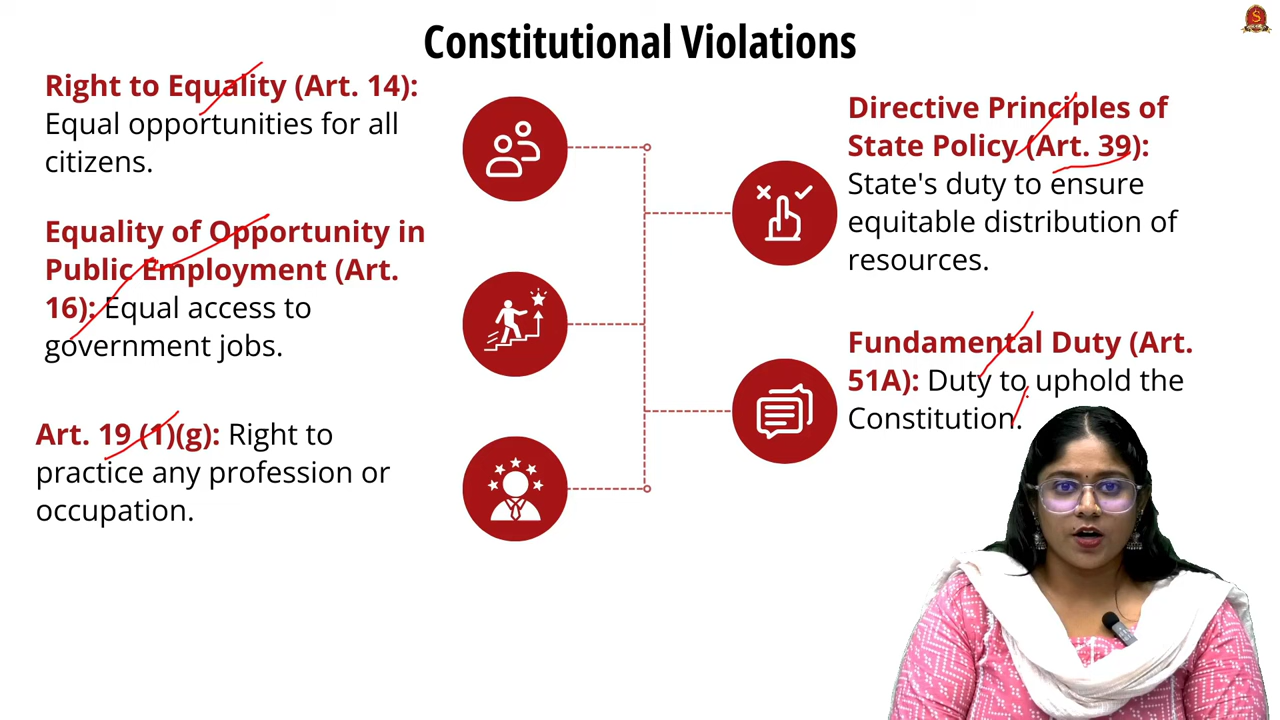 Constitutional Violations
Right to Equality (Art. 14):
Equal opportunities for all
citizens.
Equality of Opportunity in
Public Employment (Art.
16): Equal access to
government jobs.
Art. 19 (1)(g): Right to
practice any profession or
occupation.
Directive Principles of
State Policy (Art. 39):
State's duty to ensure
equitable distribution of
resources.
Fundamental Duty (Art.
51A): Duty to uphold the
Constitution.